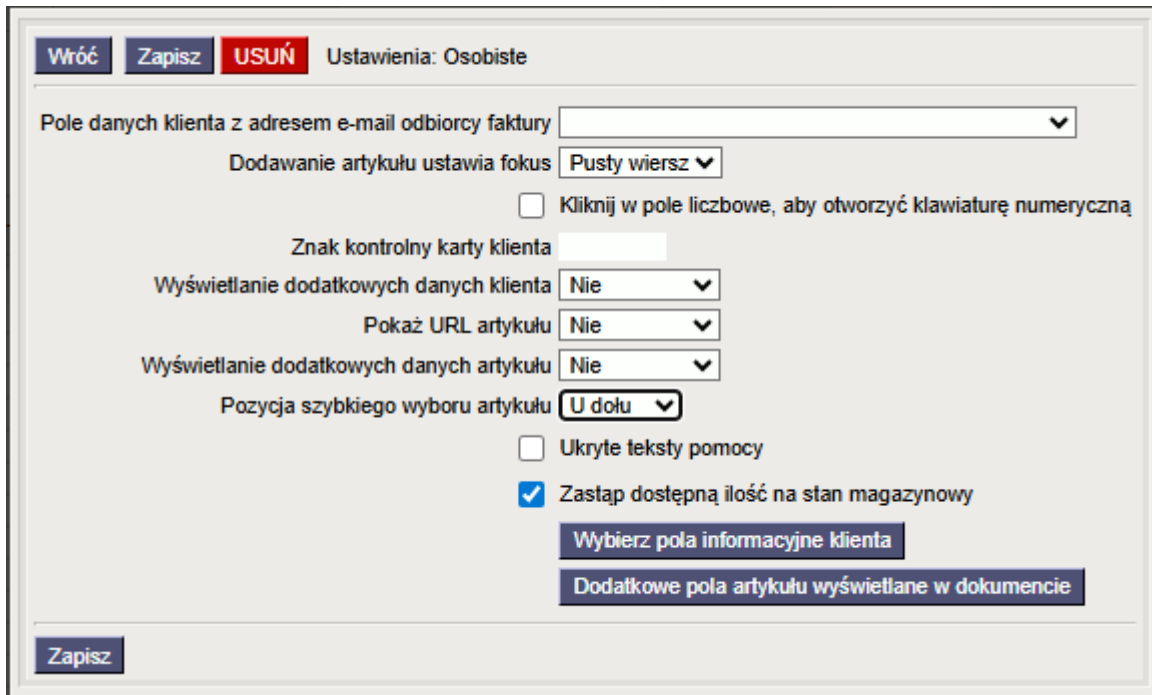 Wróć Zapisz USUŃ Ustawienia: Osobiste
Pole danych klienta z adresem e-mail odbiorcy faktury
Dodawanie artykułu ustawia fokus Pusty wiersz
Kliknij w pole liczbowe, aby otworzyć klawiaturę numeryczną
Znak kontrolny karty klienta
Wyświetlanie dodatkowych danych klienta Nie
Pokaż URL artykułu Nie
Wyświetlanie dodatkowych danych artykułu Nie
Pozycja szybkiego wyboru artykułu U dołu
Ukryte teksty pomocy
Zastąp dostępną ilość na stan magazynowy
Wybierz pola informacyjne klienta
Dodatkowe pola artykułu wyświetlane w dokumencie
Zapisz